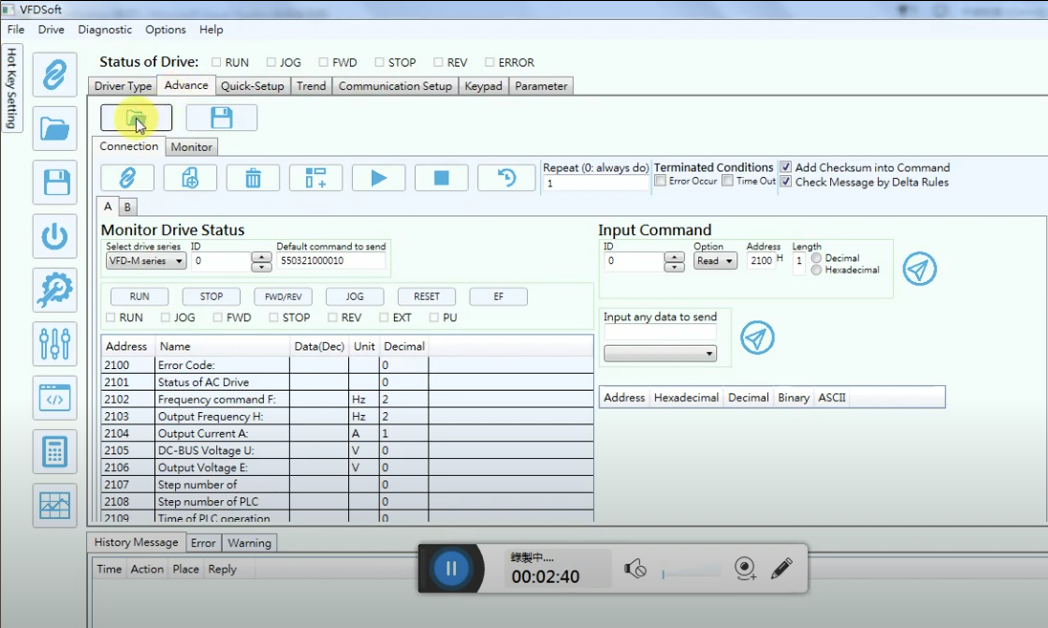 VFDSoft
File Drive Diagnostic Options Help
Hot Key Setting
Status of Drive: RUN JOG FWD STOP REV ERROR
Driver Type Advance Quick-Setup Trend Communication Setup Keypad Parameter
Connection Monitor
Repeat (0: always do)
1
Terminated Conditions
Error Occur Time Out
Add Checksum into Command
Check Message by Delta Rules
A B
Monitor Drive Status
Select drive series ID Default command to send
VFD-M series 0 550321000010
RUN STOP FWD/REV JOG RESET EF
RUN JOG FWD STOP REV EXT PU
Address Name Data(Dec) Unit Decimal
2100 Error Code: 0
2101 Status of AC Drive 0
2102 Frequency command F: Hz 2
2103 Output Frequency H: Hz 2
2104 Output Current A: A 1
2105 DC-BUS Voltage U: V 0
2106 Output Voltage E: V 0
2107 Step number of 0
2108 Step number of PLC 0
2109 Time of PLC operation 0
Input Command
ID Option Address Length
0 Read 2100 H 1
Decimal
Hexadecimal
Input any data to send
Address Hexadecimal Decimal Binary ASCII
History Message Error Warning
Time Action Place Reply
錄製中....
00:02:40